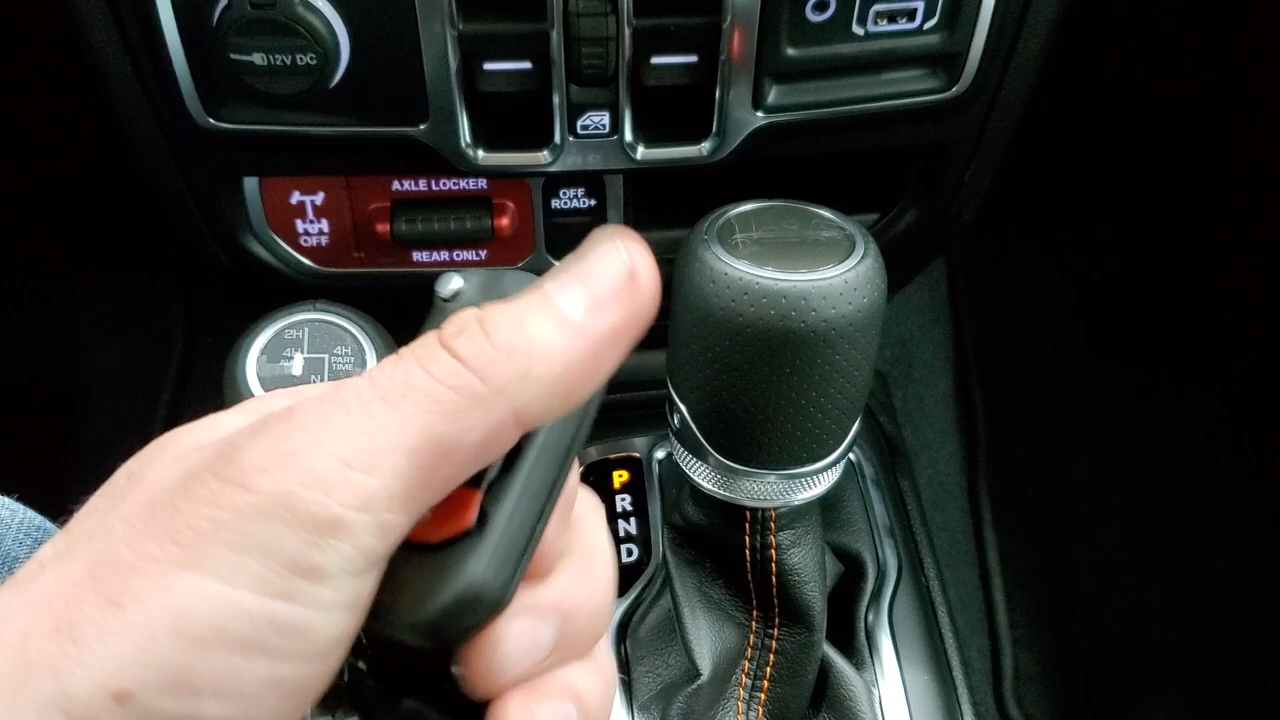 12V DC
AXLE LOCKER
OFF
REAR ONLY
OFF
ROAD+
2H
4H
AUTO
4H
PART
TIME
N
P
R
N
D